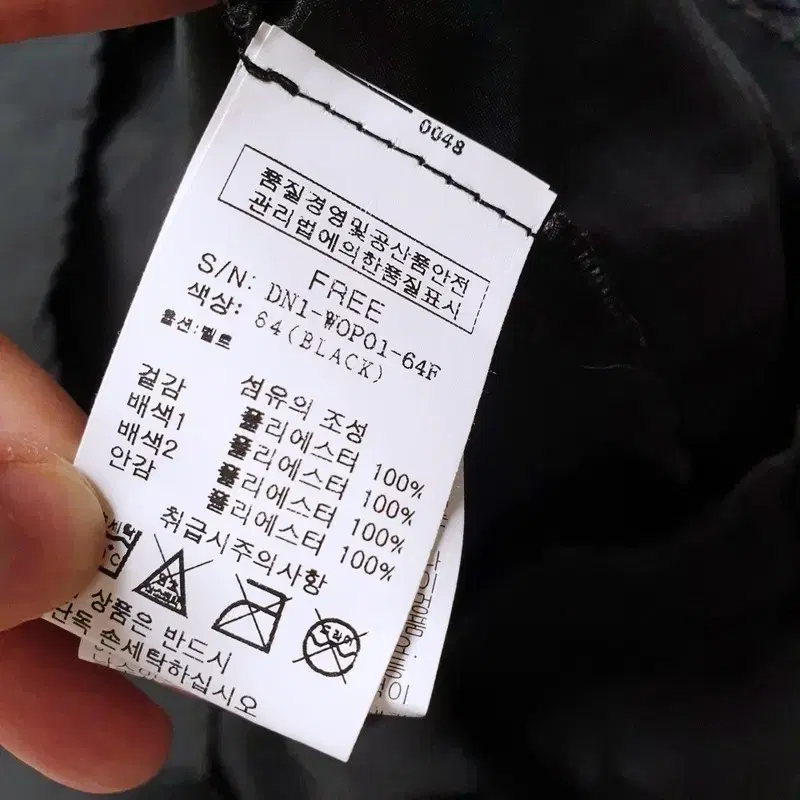 0048
품질경영및공산품안전
관리법에의한품질표시
FREE
S/N: DN1-WOP01-64F
색상: 64(BLACK)
옵션:벨트
섬유의 조성
겉감 폴리에스터 100%
배색1 폴리에스터 100%
배색2 폴리에스터 100%
안감 폴리에스터 100%
취급시주의사항
드라이
상품은 반드시
단독 손세탁하십시오